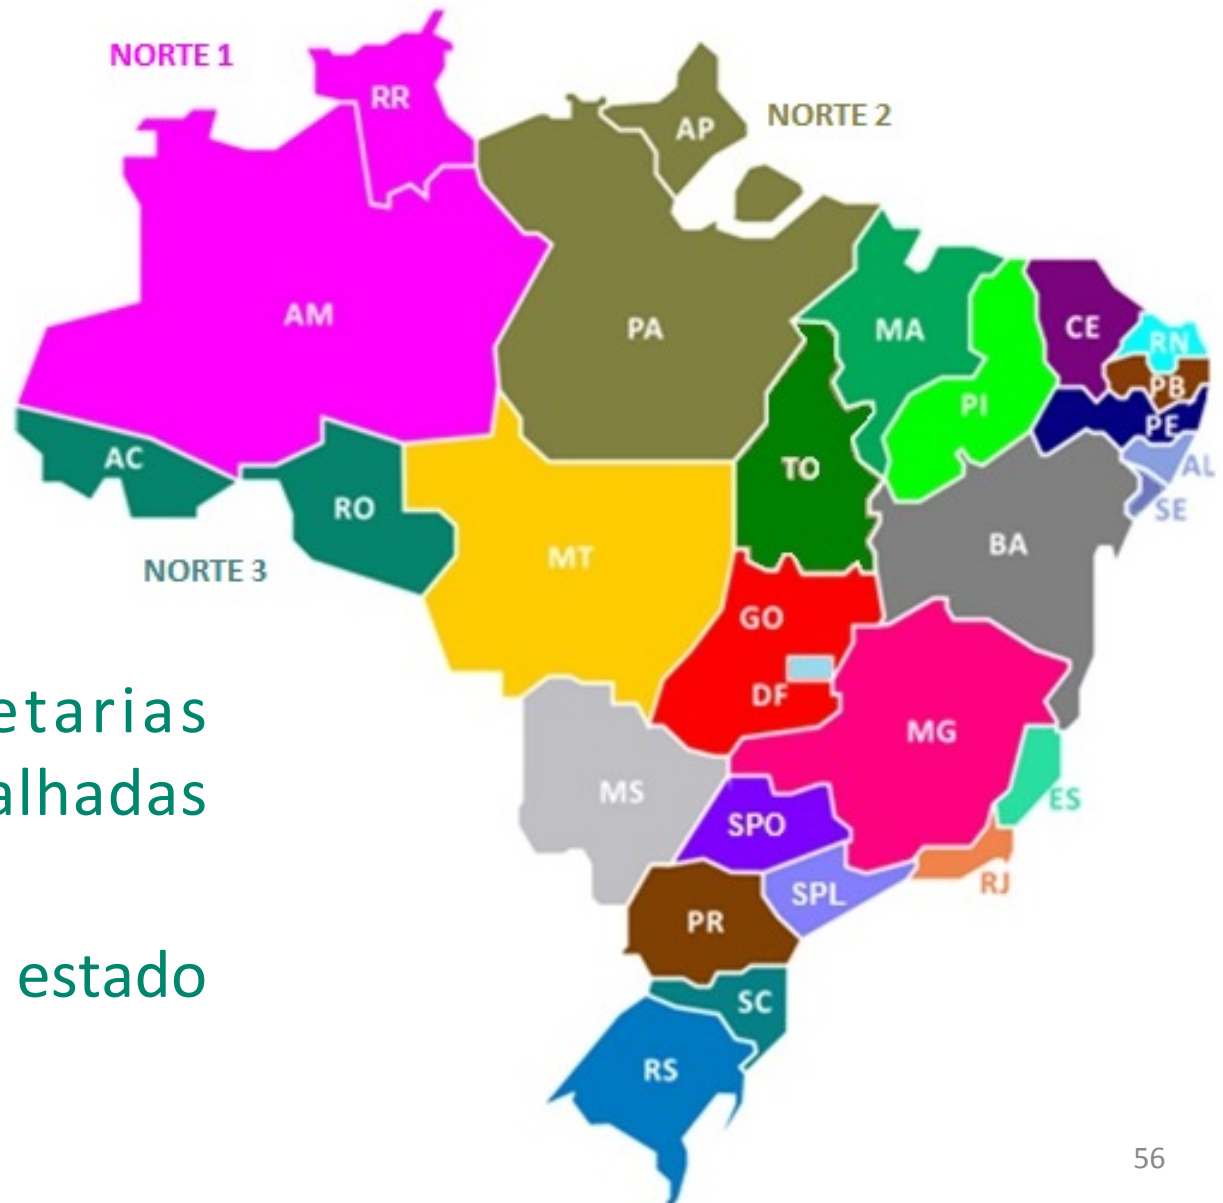 NORTE 1
RR
AP
NORTE 2
AM
PA
MA
CE
RN
PB
PI
PE
AC
TO
AL
RO
SE
BA
MT
NORTE 3
GO
etarias
DF
MG
alhadas
MS
ES
SPO
RJ
SPL
PR
estado
SC
RS
56